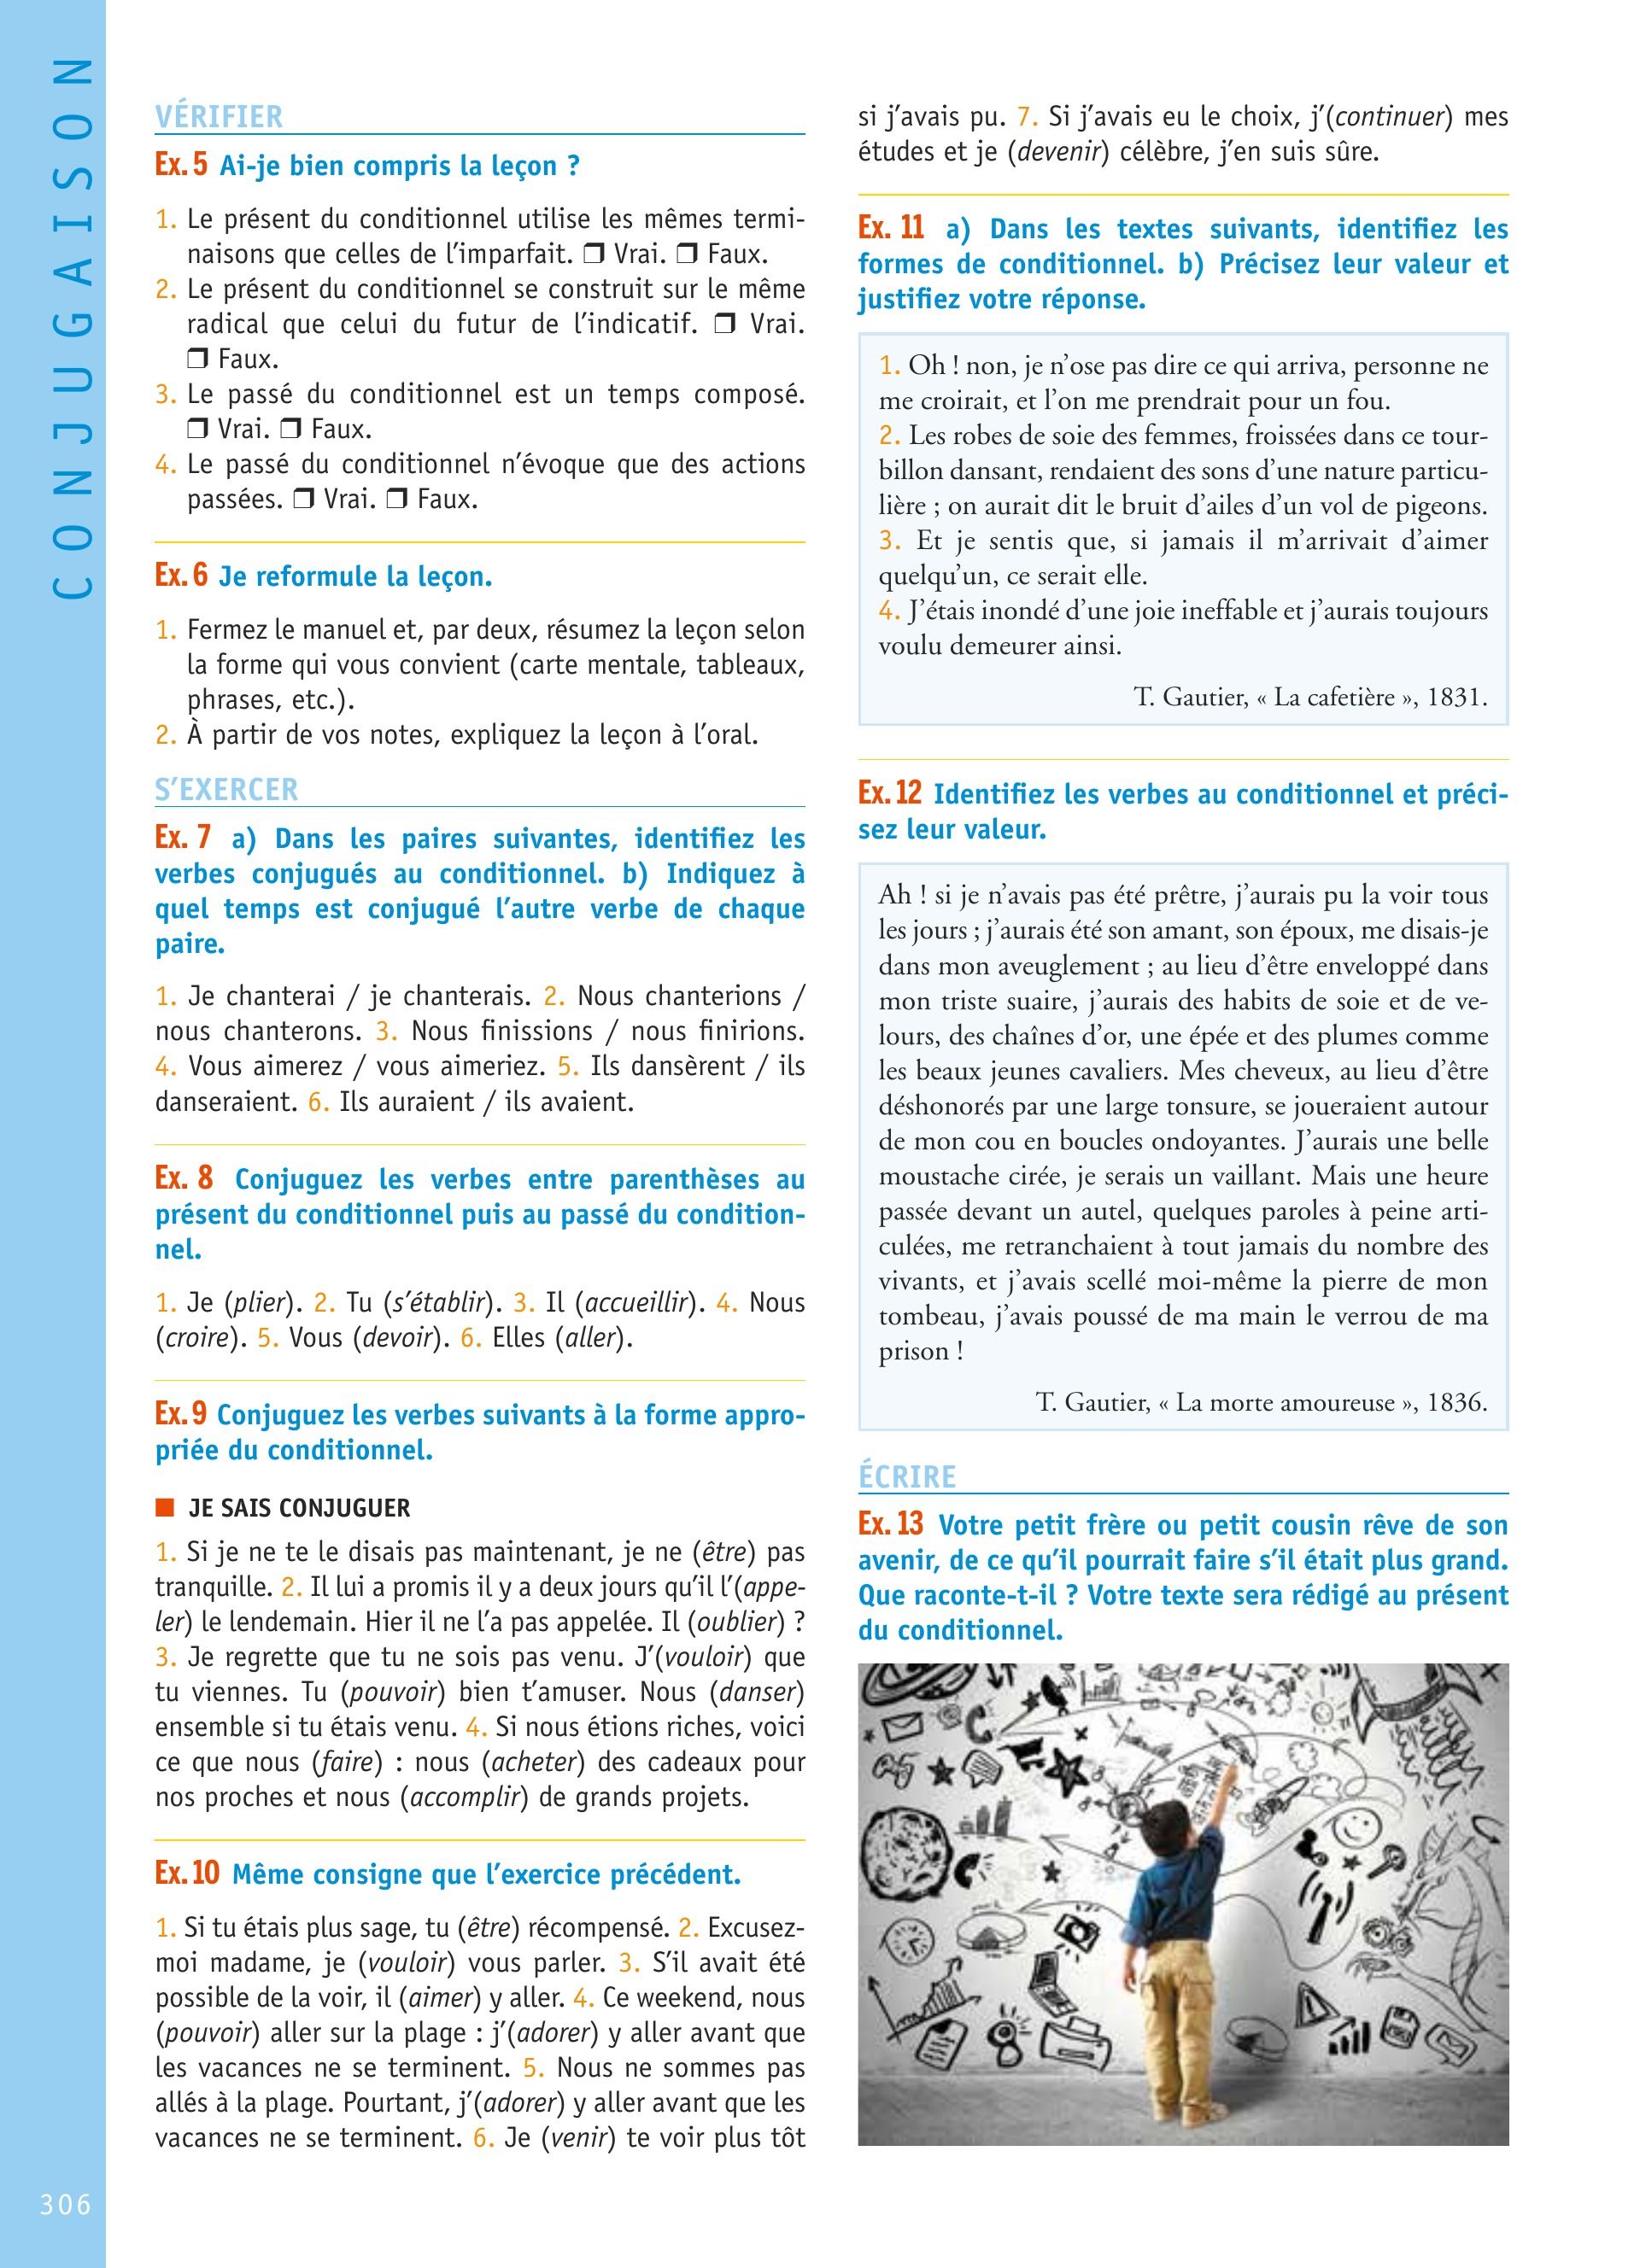 CONJUGAISON
VÉRIFIER
Ex. 5 Ai-je bien compris la leçon ?
1. Le présent du conditionnel utilise les mêmes termi-
naisons que celles de l’imparfait. ❒ Vrai. ❒ Faux.
2. Le présent du conditionnel se construit sur le même
radical que celui du futur de l’indicatif. ❒ Vrai.
❒ Faux.
3. Le passé du conditionnel est un temps composé.
❒ Vrai. ❒ Faux.
4. Le passé du conditionnel n’évoque que des actions
passées. ❒ Vrai. ❒ Faux.
Ex. 6 Je reformule la leçon.
1. Fermez le manuel et, par deux, résumez la leçon selon
la forme qui vous convient (carte mentale, tableaux,
phrases, etc.).
2. À partir de vos notes, expliquez la leçon à l’oral.
S’EXERCER
Ex. 7 a) Dans les paires suivantes, identifiez les
verbes conjugués au conditionnel. b) Indiquez à
quel temps est conjugué l’autre verbe de chaque
paire.
1. Je chanterai / je chanterais. 2. Nous chanterions /
nous chanterons. 3. Nous finissions / nous finirions.
4. Vous aimerez / vous aimeriez. 5. Ils dansèrent / ils
danseraient. 6. Ils auraient / ils avaient.
Ex. 8 Conjuguez les verbes entre parenthèses au
présent du conditionnel puis au passé du condition-
nel.
1. Je (plier). 2. Tu (s’établir). 3. Il (accueillir). 4. Nous
(croire). 5. Vous (devoir). 6. Elles (aller).
Ex. 9 Conjuguez les verbes suivants à la forme appro-
priée du conditionnel.
■ JE SAIS CONJUGUER
1. Si je ne te le disais pas maintenant, je ne (être) pas
tranquille. 2. Il lui a promis il y a deux jours qu’il l’(appe-
ler) le lendemain. Hier il ne l’a pas appelée. Il (oublier) ?
3. Je regrette que tu ne sois pas venu. J’(vouloir) que
tu viennes. Tu (pouvoir) bien t’amuser. Nous (danser)
ensemble si tu étais venu. 4. Si nous étions riches, voici
ce que nous (faire) : nous (acheter) des cadeaux pour
nos proches et nous (accomplir) de grands projets.
Ex. 10 Même consigne que l’exercice précédent.
1. Si tu étais plus sage, tu (être) récompensé. 2. Excusez-
moi madame, je (vouloir) vous parler. 3. S’il avait été
possible de la voir, il (aimer) y aller. 4. Ce weekend, nous
(pouvoir) aller sur la plage : j’(adorer) y aller avant que
les vacances ne se terminent. 5. Nous ne sommes pas
allés à la plage. Pourtant, j’(adorer) y aller avant que les
vacances ne se terminent. 6. Je (venir) te voir plus tôt
si j’avais pu. 7. Si j’avais eu le choix, j’(continuer) mes
études et je (devenir) célèbre, j’en suis sûre.
Ex. 11 a) Dans les textes suivants, identifiez les
formes de conditionnel. b) Précisez leur valeur et
justifiez votre réponse.
1. Oh ! non, je n’ose pas dire ce qui arriva, personne ne
me croirait, et l’on me prendrait pour un fou.
2. Les robes de soie des femmes, froissées dans ce tour-
billon dansant, rendaient des sons d’une nature particu-
lière ; on aurait dit le bruit d’ailes d’un vol de pigeons.
3. Et je sentis que, si jamais il m’arrivait d’aimer
quelqu’un, ce serait elle.
4. J’étais inondé d’une joie ineffable et j’aurais toujours
voulu demeurer ainsi.
T. Gautier, « La cafetière », 1831.
Ex. 12 Identifiez les verbes au conditionnel et préci-
sez leur valeur.
Ah ! si je n’avais pas été prêtre, j’aurais pu la voir tous
les jours ; j’aurais été son amant, son époux, me disais-je
dans mon aveuglement ; au lieu d’être enveloppé dans
mon triste suaire, j’aurais des habits de soie et de ve-
lours, des chaînes d’or, une épée et des plumes comme
les beaux jeunes cavaliers. Mes cheveux, au lieu d’être
déshonorés par une large tonsure, se joueraient autour
de mon cou en boucles ondoyantes. J’aurais une belle
moustache cirée, je serais un vaillant. Mais une heure
passée devant un autel, quelques paroles à peine arti-
culées, me retranchaient à tout jamais du nombre des
vivants, et j’avais scellé moi-même la pierre de mon
tombeau, j’avais poussé de ma main le verrou de ma
prison !
T. Gautier, « La morte amoureuse », 1836.
ÉCRIRE
Ex. 13 Votre petit frère ou petit cousin rêve de son
avenir, de ce qu’il pourrait faire s’il était plus grand.
Que raconte-t-il ? Votre texte sera rédigé au présent
du conditionnel.
306